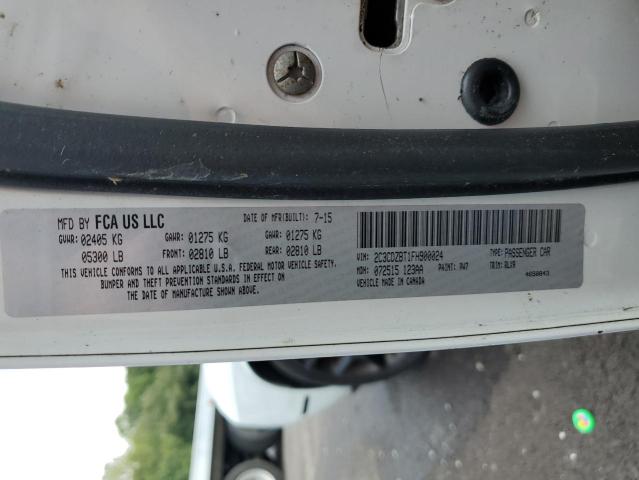 MFD BY FCA US LLC DATE OF MFR(BUILT): 7-15
GVWR: 02405 KG GAWR: 01275 KG GAWR: 01275 KG
05300 LB FRONT: 02810 LB REAR: 02810 LB
THIS VEHICLE CONFORMS TO ALL APPLICABLE U.S.A. FEDERAL MOTOR VEHICLE SAFETY,
BUMPER AND THEFT PREVENTION STANDARDS IN EFFECT ON
THE DATE OF MANUFACTURE SHOWN ABOVE.
VIN: 2C3CDZBT1FH900024 TYPE: PASSENGER CAR
MDH: 072515 123AA PAINT: PW7 TRIM: RLX9
VEHICLE MADE IN CANADA